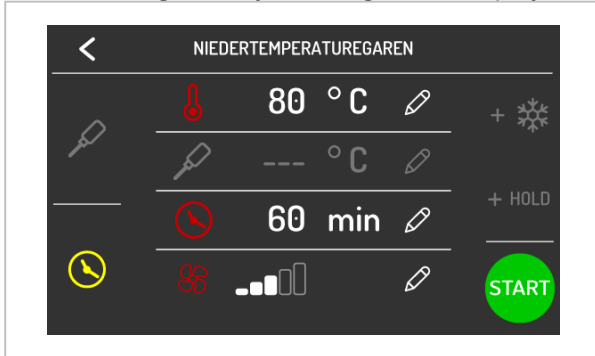 NIEDERTEMPERATUREGAREN
80 °C
+
--- °C
60 min
+ HOLD
START